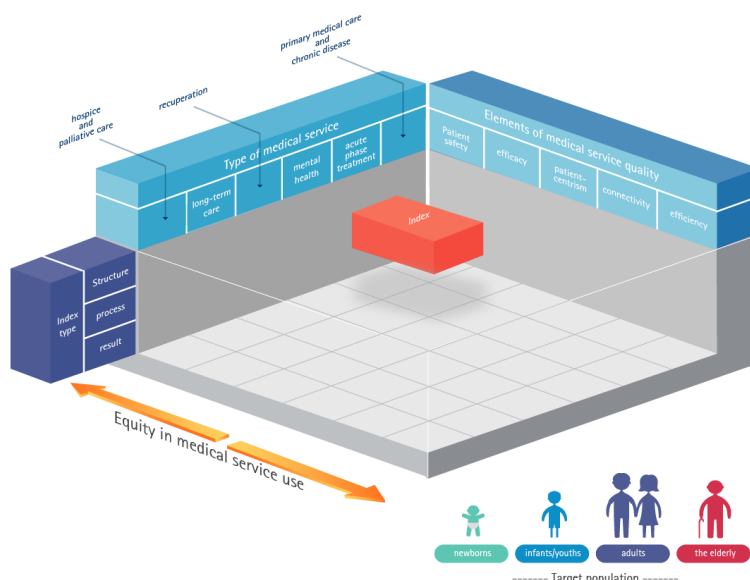 primary medical care
and
chronic disease
recuperation
hospice
and
palliative care
Type of medical service
long-term
care
mental
health
acute
phase
treatment
Elements of medical service quality
Patient
safety
efficacy
patient-
centrism
connectivity
efficiency
Index
Index
type
Structure
process
result
Equity in medical service use
newborns
infants/youths
adults
the elderly
------- Target population -------